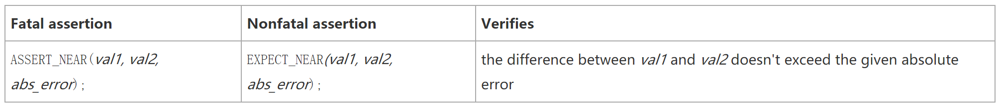 Fatal assertion
Nonfatal assertion
Verifies
ASSERT_NEAR(val1, val2,
abs_error);
EXPECT_NEAR(val1, val2,
abs_error);
the difference between val1 and val2 doesn't exceed the given absolute
error